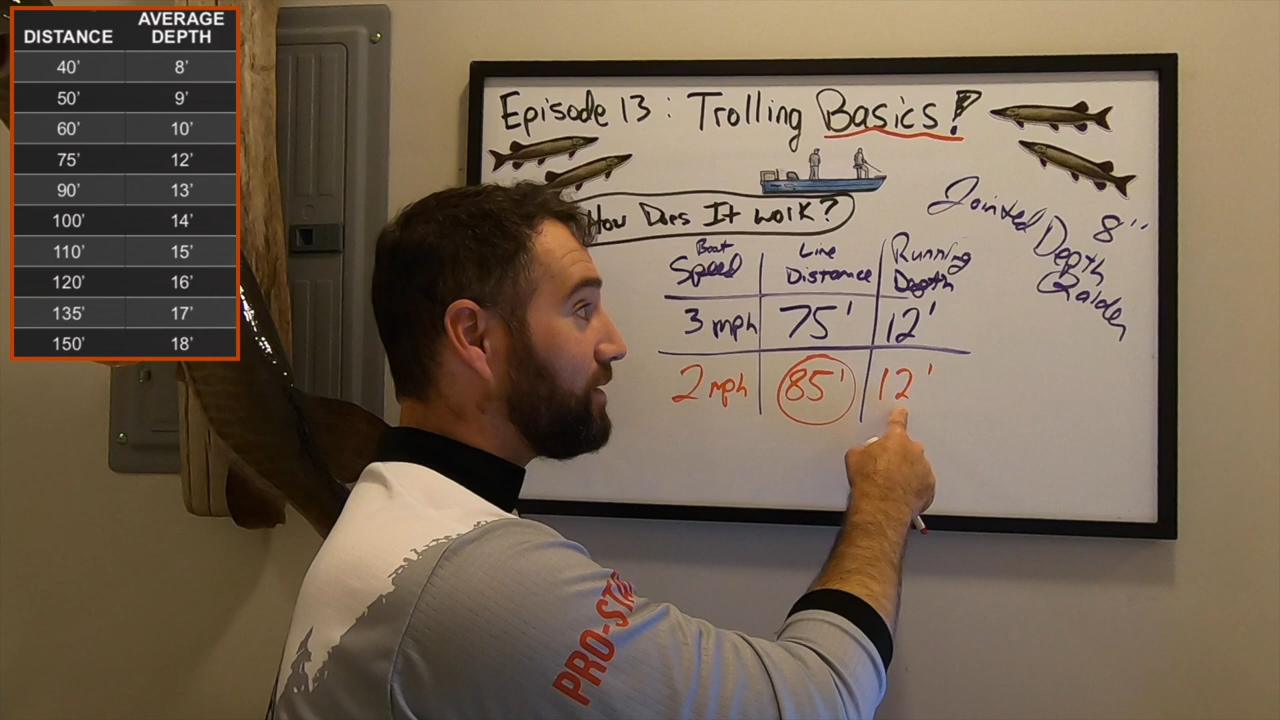 DISTANCE AVERAGE DEPTH
40' 8'
50' 9'
60' 10'
75' 12'
90' 13'
100' 14'
110' 15'
120' 16'
135' 17'
150' 18'
Episode 13: Trolling Basics!
How Does It Work?
Jointed 8"
Depth
Raider
Boat Speed Line Distance Running Depth
3 mph 75' 12'
2 mph 85' 12'
PRO-STA